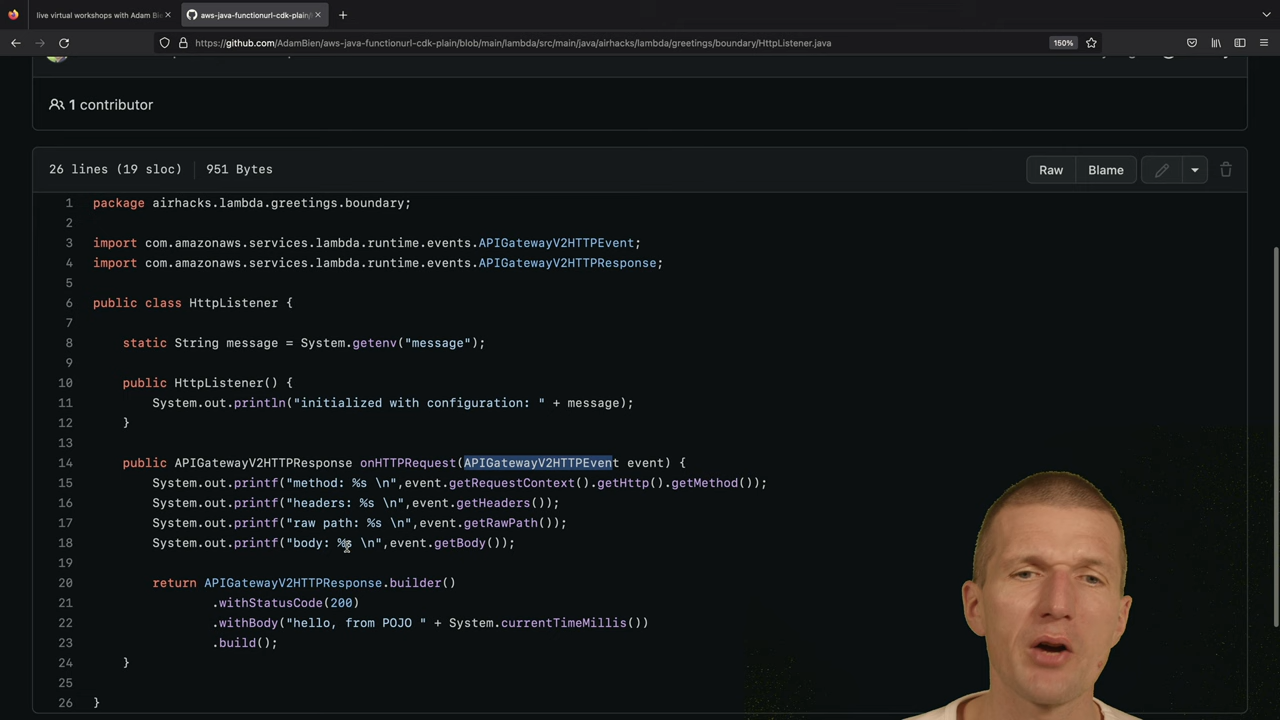 live virtual workshops with Adam Bie
aws-java-functionurl-cdk-plain/
https://github.com/AdamBien/aws-java-functionurl-cdk-plain/blob/main/lambda/src/main/java/airhacks/lambda/greetings/boundary/HttpListener.java
150%
1 contributor
26 lines (19 sloc) 951 Bytes
Raw Blame
1 package airhacks.lambda.greetings.boundary;
2
3 import com.amazonaws.services.lambda.runtime.events.APIGatewayV2HTTPEvent;
4 import com.amazonaws.services.lambda.runtime.events.APIGatewayV2HTTPResponse;
5
6 public class HttpListener {
7
8 static String message = System.getenv("message");
9
10 public HttpListener() {
11 System.out.println("initialized with configuration: " + message);
12 }
13
14 public APIGatewayV2HTTPResponse onHTTPRequest(APIGatewayV2HTTPEvent event) {
15 System.out.printf("method: %s \n",event.getRequestContext().getHttp().getMethod());
16 System.out.printf("headers: %s \n",event.getHeaders());
17 System.out.printf("raw path: %s \n",event.getRawPath());
18 System.out.printf("body: %s \n",event.getBody());
19
20 return APIGatewayV2HTTPResponse.builder()
21 .withStatusCode(200)
22 .withBody("hello, from POJO " + System.currentTimeMillis())
23 .build();
24 }
25
26 }